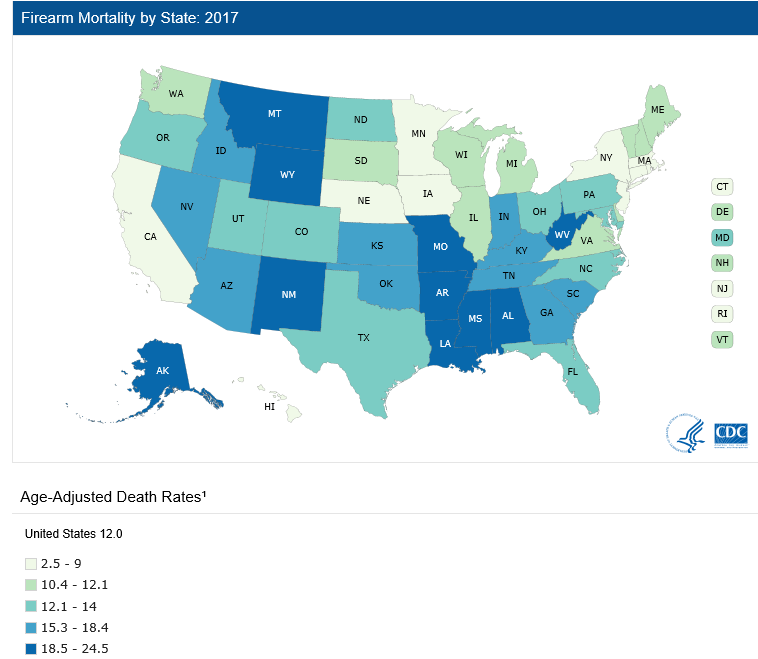 Firearm Mortality by State: 2017
WA
MT
ND
MN
ME
OR
ID
SD
WI
MI
NY
MA
WY
NE
IA
PA
CT
NV
UT
CO
IL
IN
OH
DE
CA
KS
MO
KY
WV
VA
MD
AZ
NM
OK
AR
TN
NC
NH
TX
LA
MS
AL
GA
SC
NJ
FL
RI
VT
AK
HI
CDC
Age-Adjusted Death Rates¹
United States 12.0
2.5 - 9
10.4 - 12.1
12.1 - 14
15.3 - 18.4
18.5 - 24.5